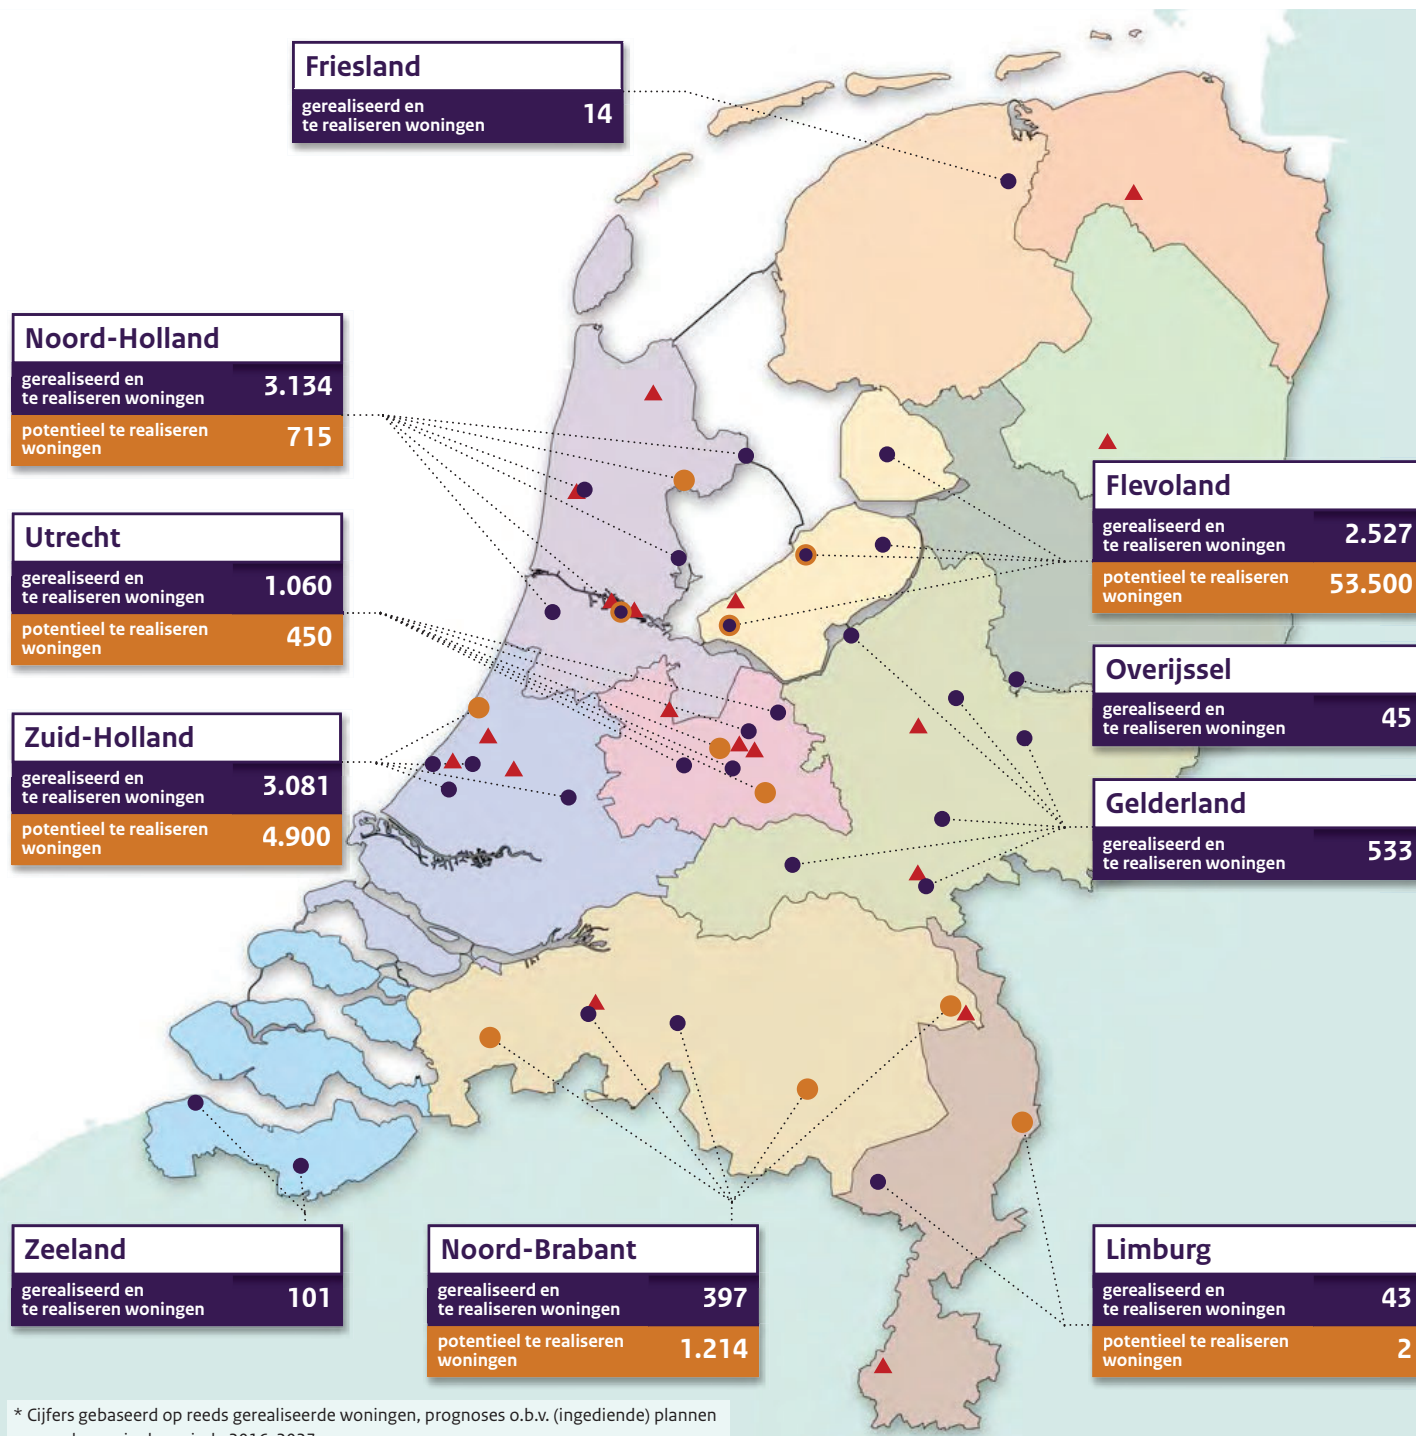 Friesland
gerealiseerd en
te realiseren woningen 14
Noord-Holland
gerealiseerd en
te realiseren woningen 3.134
potentieel te realiseren
woningen 715
Utrecht
gerealiseerd en
te realiseren woningen 1.060
potentieel te realiseren
woningen 450
Zuid-Holland
gerealiseerd en
te realiseren woningen 3.081
potentieel te realiseren
woningen 4.900
Flevoland
gerealiseerd en
te realiseren woningen 2.527
potentieel te realiseren
woningen 53.500
Overijssel
gerealiseerd en
te realiseren woningen 45
Gelderland
gerealiseerd en
te realiseren woningen 533
Zeeland
gerealiseerd en
te realiseren woningen 101
Noord-Brabant
gerealiseerd en
te realiseren woningen 397
potentieel te realiseren
woningen 1.214
Limburg
gerealiseerd en
te realiseren woningen 43
potentieel te realiseren
woningen 2
* Cijfers gebaseerd op reeds gerealiseerde woningen, prognoses o.b.v. (ingediende) plannen